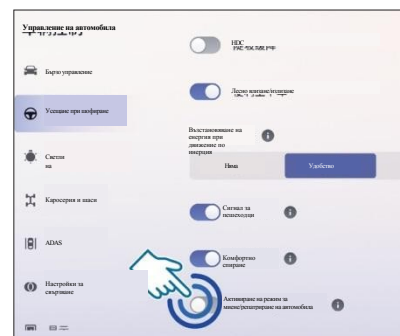 Управление на автомобила
Бързо управление
Усещане при шофиране
Светли
на
Каросерия и шаси
ADAS
Настройки за
свързване
HDC
Лесно влизане/излизане
Възстановяване на
енергия при
движение по
инерция
Няма
Удобство
Сигнал за
пешеходци
Комфортно
спиране
Активиране на режим за
миене/репатриране на автомобила